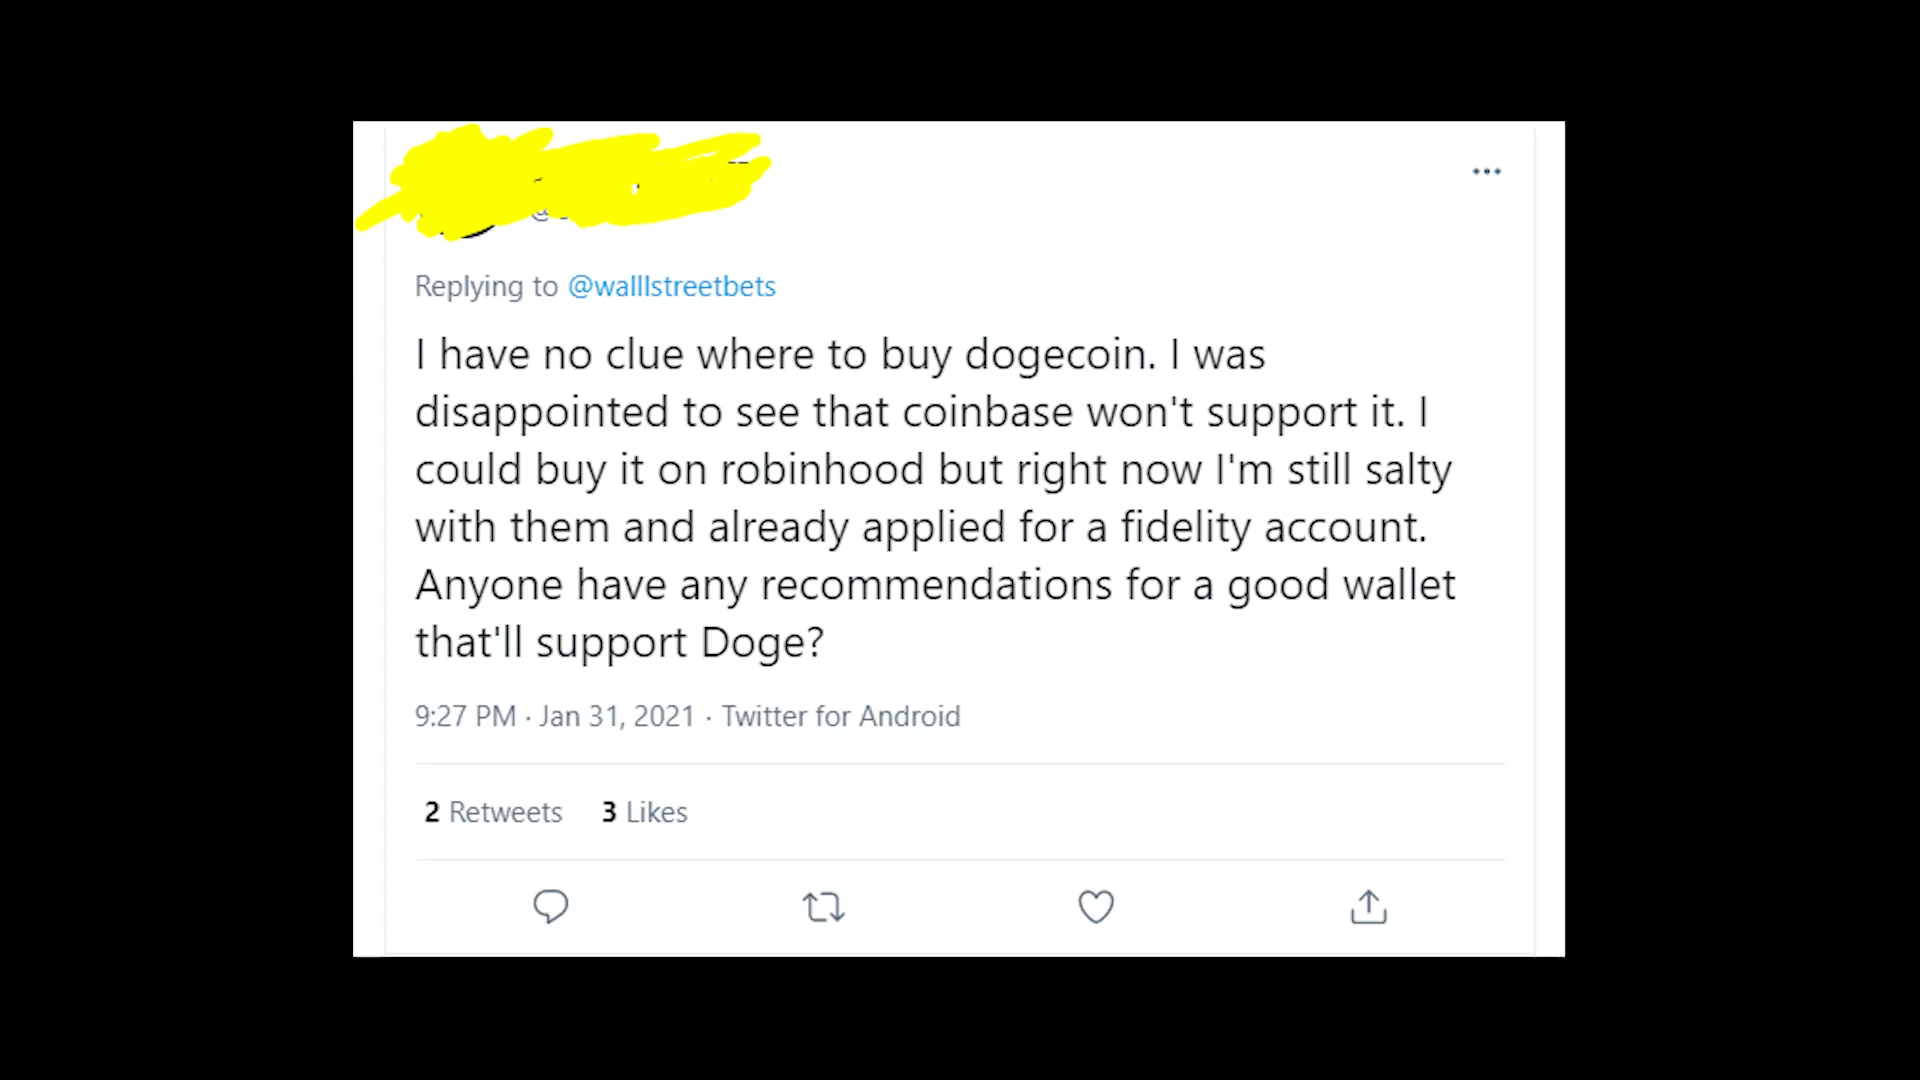 @
Replying to @walllstreetbets
I have no clue where to buy dogecoin. I was
disappointed to see that coinbase won't support it. I
could buy it on robinhood but right now I'm still salty
with them and already applied for a fidelity account.
Anyone have any recommendations for a good wallet
that'll support Doge?
9:27 PM · Jan 31, 2021 · Twitter for Android
2 Retweets 3 Likes